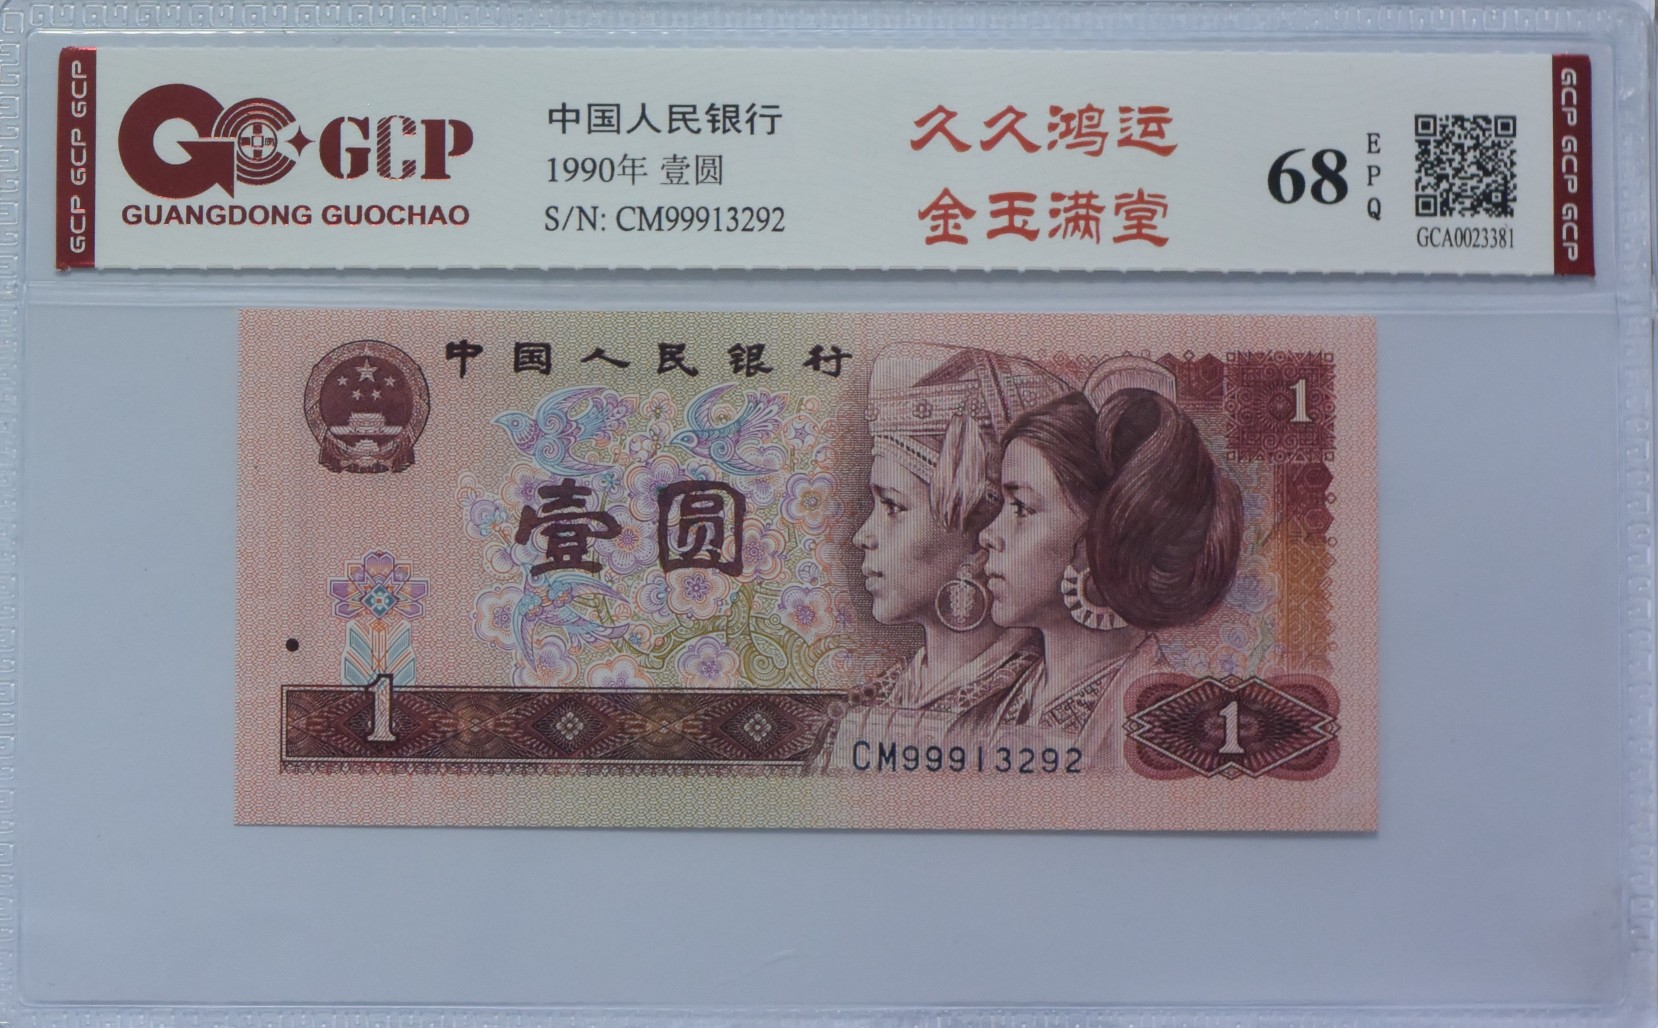 GCP GCP GCP
GCP
GUANGDONG GUOCHAO
中国人民银行
1990年 壹圆
S/N: CM99913292
久久鸿运
金玉满堂
68
EPQ
GCA0023381
GCP GCP GCP
中国人民银行
1
壹圆
1
1
CM99913292